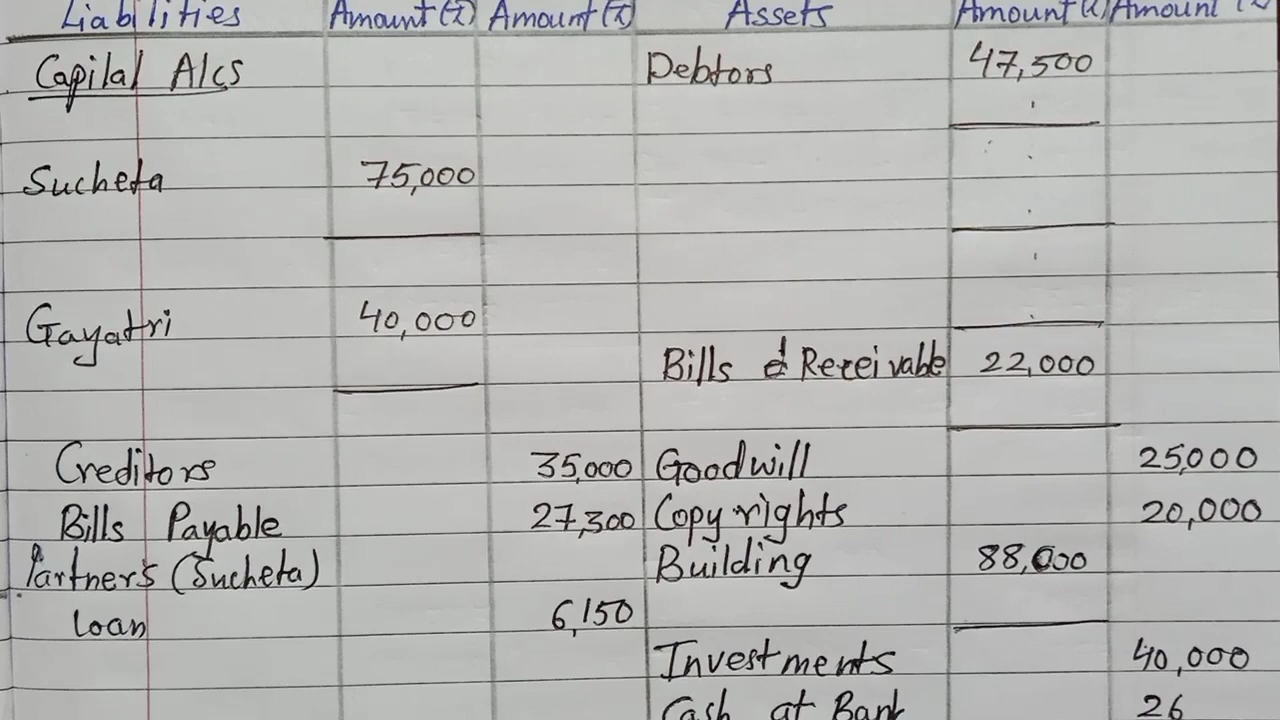 Liabilities Amount (₹) Amount (₹) Assets Amount (₹) Amount (₹)
Capital A/cs Debtors 47,500
Sucheta 75,000
Gayatri 40,000
Bills Receivable 22,000
Creditors 35,000 Goodwill 25,000
Bills Payable 27,300 Copyrights 20,000
Partner's (Sucheta) Building 88,000
loan 6,150
Investments 40,000
Cash at Bank 26